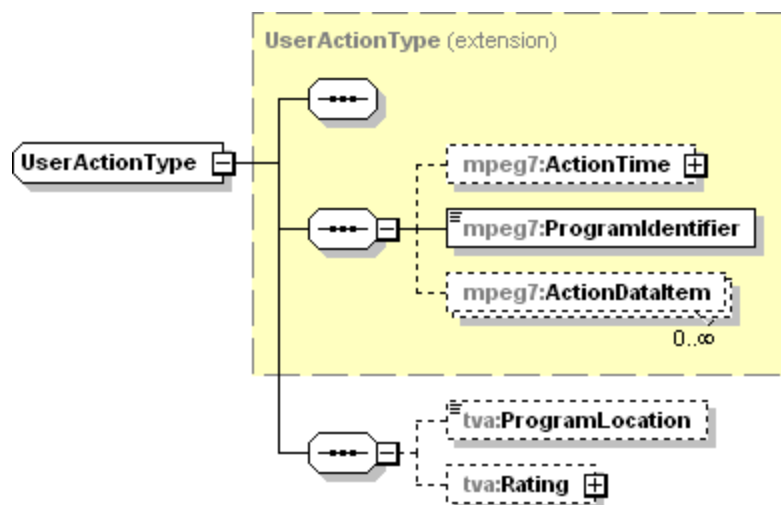 UserActionType (extension)
UserActionType
mpeg7:ActionTime
mpeg7:ProgramIdentifier
mpeg7:ActionDataItem
0..∞
tva:ProgramLocation
tva:Rating